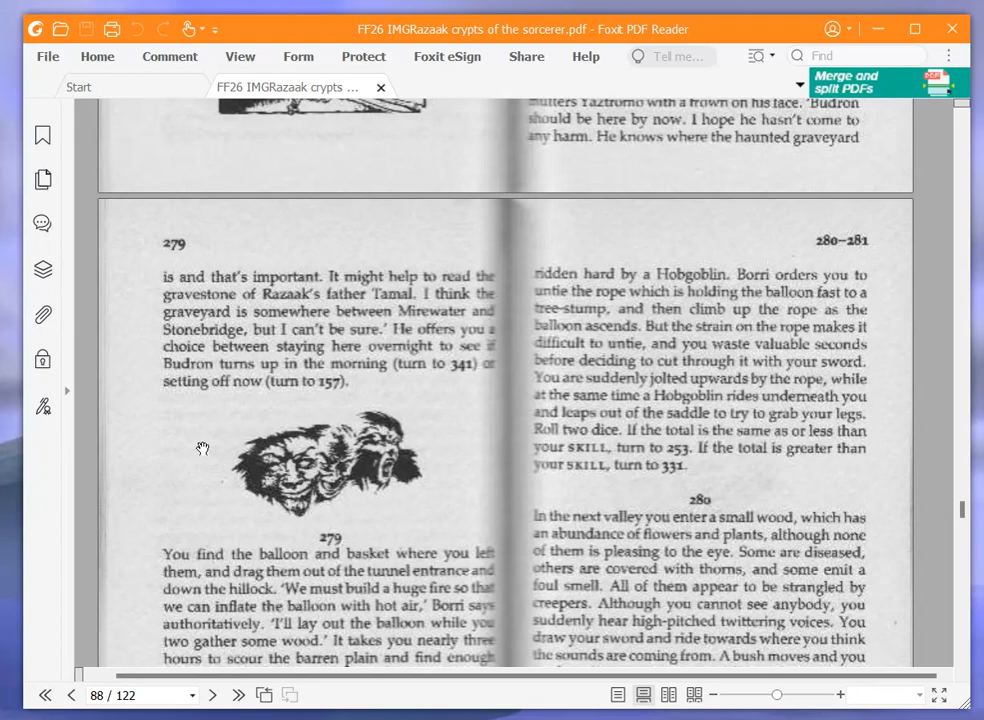 FF26 IMGRazaak crypts of the sorcerer.pdf - Foxit PDF Reader
File Home Comment View Form Protect Foxit eSign Share Help Tell me... Find
Start FF26 IMGRazaak crypts ... Merge and split PDFs
mutters Yaztromo with a frown on his face. 'Budron
should be here by now. I hope he hasn't come to
any harm. He knows where the haunted graveyard
279
is and that's important. It might help to read the
gravestone of Razaak's father Tamal. I think the
graveyard is somewhere between Mirewater and
Stonebridge, but I can't be sure.' He offers you a
choice between staying here overnight to see if
Budron turns up in the morning (turn to 341) or
setting off now (turn to 157).
279
You find the balloon and basket where you left
them, and drag them out of the tunnel entrance and
down the hillock. 'We must build a huge fire so that
we can inflate the balloon with hot air,' Borri says
authoritatively. 'I'll lay out the balloon while you
two gather some wood.' It takes you nearly three
hours to scour the barren plain and find enough
280–281
ridden hard by a Hobgoblin. Borri orders you to
untie the rope which is holding the balloon fast to a
tree-stump, and then climb up the rope as the
balloon ascends. But the strain on the rope makes it
difficult to untie, and you waste valuable seconds
before deciding to cut through it with your sword.
You are suddenly jolted upwards by the rope, while
at the same time a Hobgoblin rides underneath you
and leaps out of the saddle to try to grab your legs.
Roll two dice. If the total is the same as or less than
your SKILL, turn to 253. If the total is greater than
your SKILL, turn to 331.
280
In the next valley you enter a small wood, which has
an abundance of flowers and plants, although none
of them is pleasing to the eye. Some are diseased,
others are covered with thorns, and some emit a
foul smell. All of them appear to be strangled by
creepers. Although you cannot see anybody, you
suddenly hear high-pitched twittering voices. You
draw your sword and ride towards where you think
the sounds are coming from. A bush moves and you
88 / 122